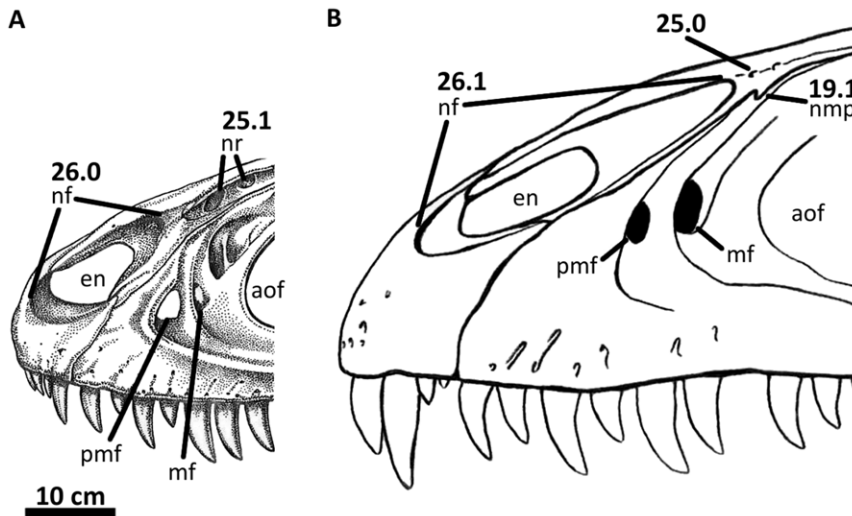 A
26.0
nf
25.1
nr
en
aof
pmf
mf
10 cm
B
25.0
26.1
nf
19.1
nmp
en
aof
pmf
mf